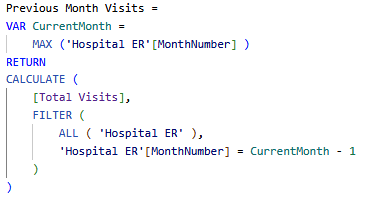 Previous Month Visits =
VAR CurrentMonth =
    MAX ('Hospital ER'[MonthNumber] )
RETURN
CALCULATE (
    [Total Visits],
    FILTER (
        ALL ( 'Hospital ER' ),
        'Hospital ER'[MonthNumber] = CurrentMonth - 1
    )
)